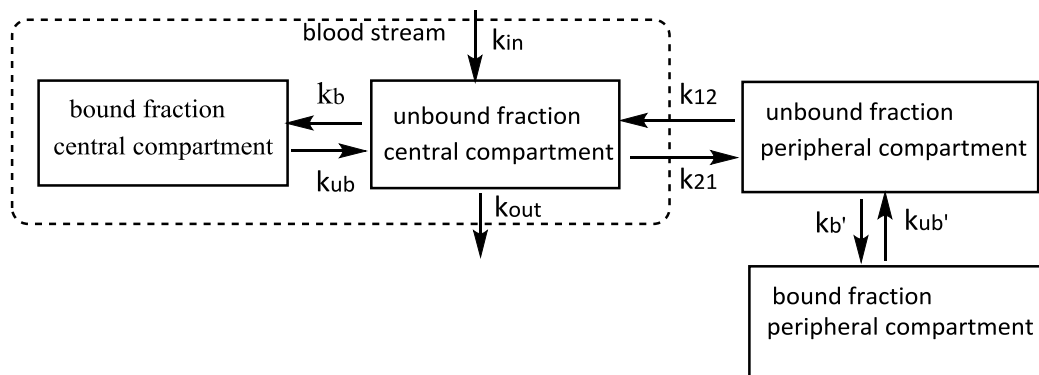 blood stream
kin
bound fraction
central compartment
kb
kub
unbound fraction
central compartment
kout
k12
k21
unbound fraction
peripheral compartment
kb'
kub'
bound fraction
peripheral compartment